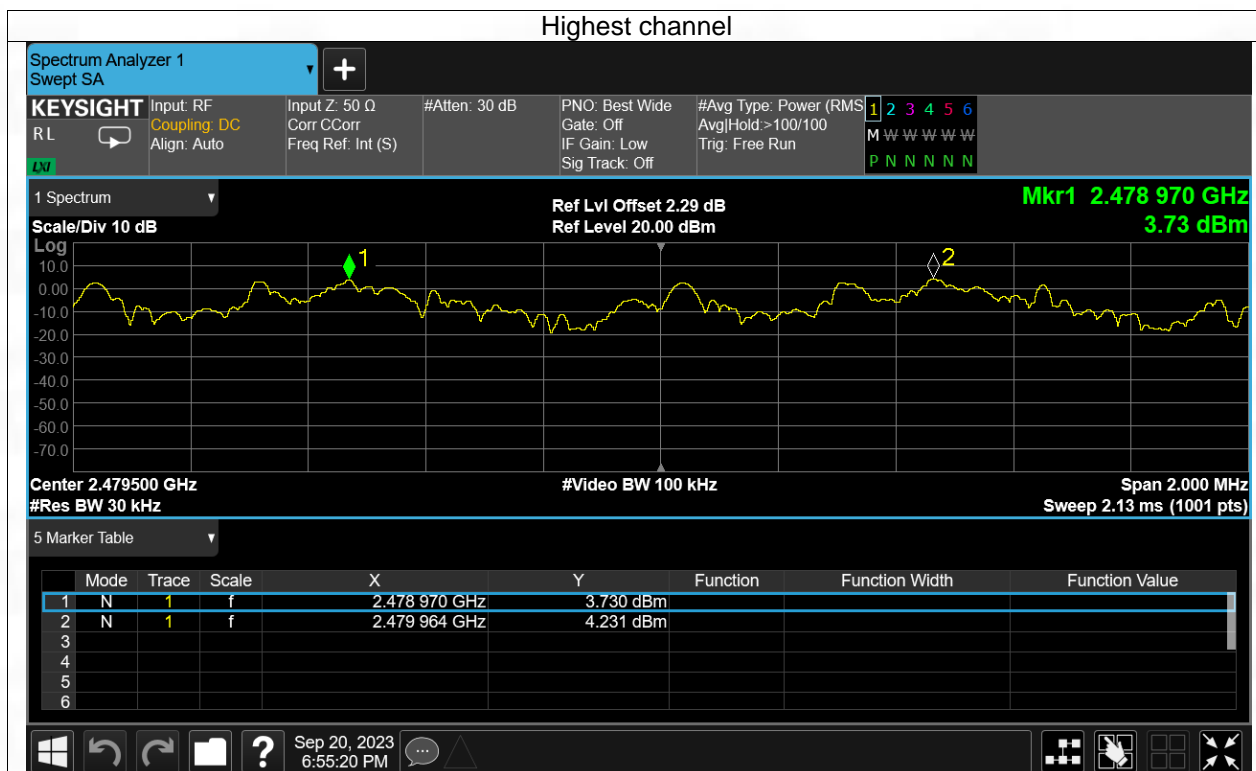 Highest channel
Spectrum Analyzer 1
Swept SA
KEYSIGHT
RL
LXI
Input: RF
Coupling: DC
Align: Auto
Input Z: 50 Ω
Corr CCorr
Freq Ref: Int (S)
#Atten: 30 dB
PNO: Best Wide
Gate: Off
IF Gain: Low
Sig Track: Off
#Avg Type: Power (RMS
Avg|Hold:>100/100
Trig: Free Run
1 2 3 4 5 6
M W W W W W
P N N N N N
1 Spectrum
Scale/Div 10 dB
Ref Lvl Offset 2.29 dB
Ref Level 20.00 dBm
Mkr1 2.478 970 GHz
3.73 dBm
Log
10.0
0.00
-10.0
-20.0
-30.0
-40.0
-50.0
-60.0
-70.0
1
2
Center 2.479500 GHz
#Video BW 100 kHz
Span 2.000 MHz
#Res BW 30 kHz
Sweep 2.13 ms (1001 pts)
5 Marker Table
Mode Trace Scale X Y Function Function Width Function Value
1 N 1 f 2.478 970 GHz 3.730 dBm
2 N 1 f 2.479 964 GHz 4.231 dBm
3
4
5
6
?
Sep 20, 2023
6:55:20 PM